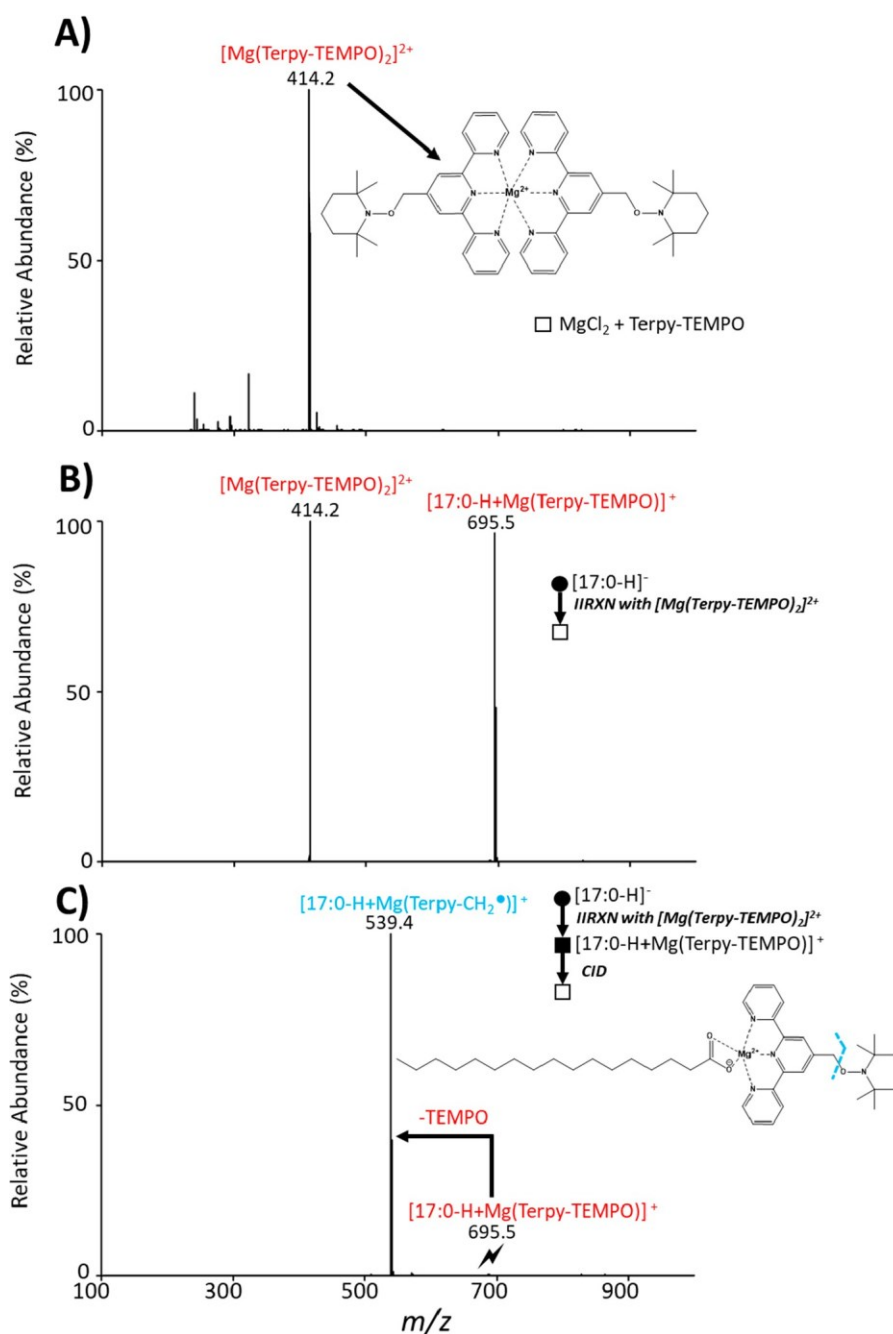 A)
[Mg(Terpy-TEMPO)₂]²⁺
414.2
100
50
0
Relative Abundance (%)
N
O
N
N
N
Mg²⁺
N
N
N
O
N
MgCl₂ + Terpy-TEMPO
B)
[Mg(Terpy-TEMPO)₂]²⁺
414.2
[17:0-H+Mg(Terpy-TEMPO)]⁺
695.5
100
50
0
Relative Abundance (%)
[17:0-H]⁻
IIRXN with [Mg(Terpy-TEMPO)₂]²⁺
C)
[17:0-H+Mg(Terpy-CH₂•)]⁺
539.4
100
50
0
Relative Abundance (%)
[17:0-H]⁻
IIRXN with [Mg(Terpy-TEMPO)₂]²⁺
[17:0-H+Mg(Terpy-TEMPO)]⁺
CID
O
O
Mg²⁺
N
N
N
O
N
-TEMPO
[17:0-H+Mg(Terpy-TEMPO)]⁺
695.5
100 300 500 700 900
m/z